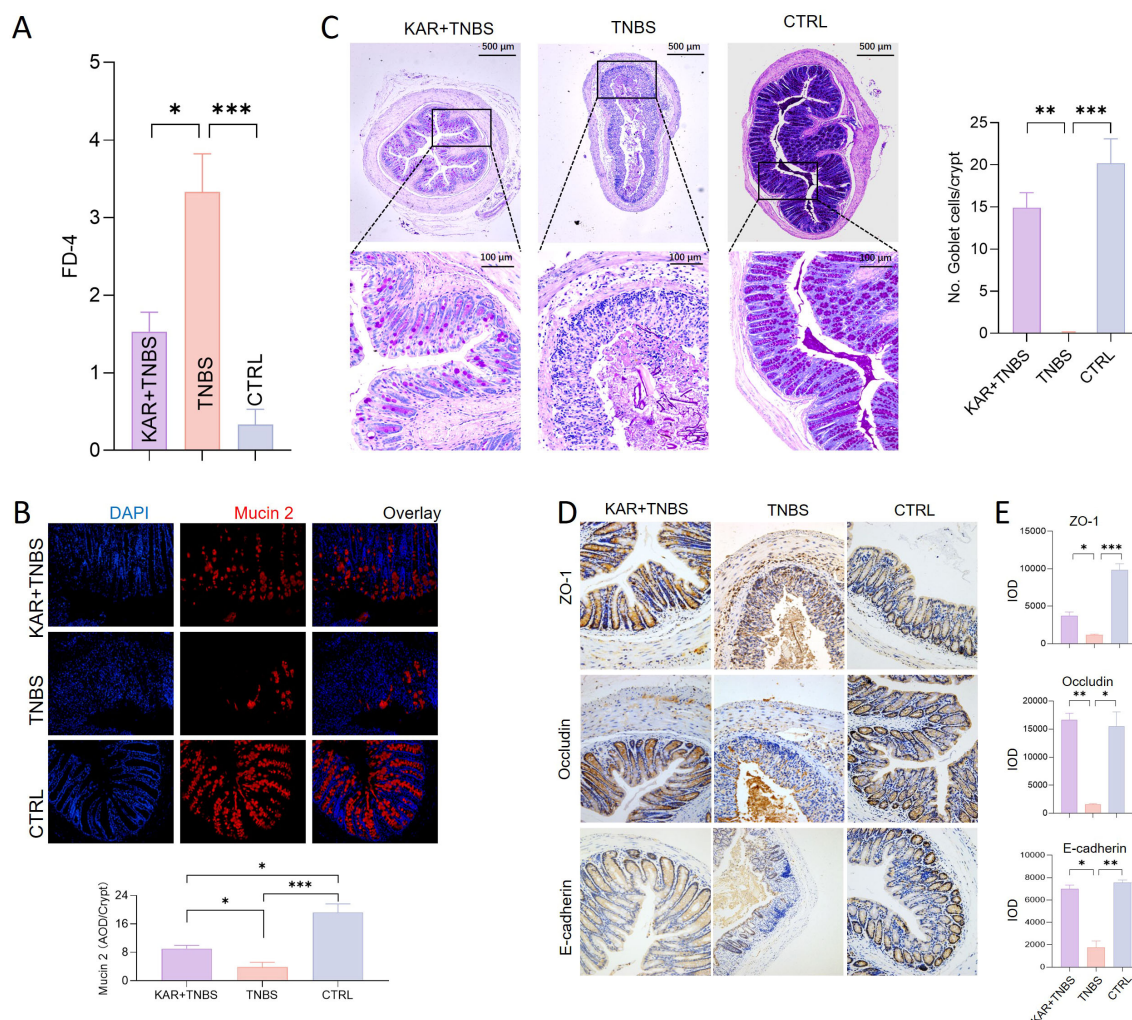 A
FD-4
5
4
3
2
1
0
* ***
KAR+TNBS
TNBS
CTRL
C
KAR+TNBS TNBS CTRL
500 µm 500 µm 500 µm
100 µm 100 µm 100 µm
No. Goblet cells/crypt
25
20
15
10
5
0
** ***
KAR+TNBS TNBS CTRL
B
DAPI Mucin 2 Overlay
KAR+TNBS
TNBS
CTRL
Mucin 2 (AOD/Crypt)
24
16
8
0
*
***
*
KAR+TNBS TNBS CTRL
D
KAR+TNBS TNBS CTRL
ZO-1
Occludin
E-cadherin
E
ZO-1
IOD
15000
10000
5000
0
* ***
Occludin
IOD
20000
15000
10000
5000
0
** *
E-cadherin
IOD
10000
8000
6000
4000
2000
0
* **
KAR+TNBS TNBS CTRL